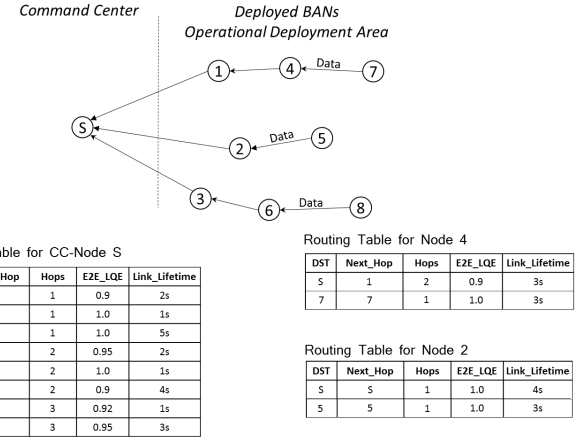 Command Center
Deployed BANs
Operational Deployment Area
1
4
Data
7
S
2
Data
5
3
6
Data
8
for CC-Node S
Hop Hops E2E_LQE Link_Lifetime
1 0.9 2s
1 1.0 1s
1 1.0 5s
2 0.95 2s
2 1.0 1s
2 0.9 4s
3 0.92 1s
3 0.95 3s
Routing Table for Node 4
DST Next_Hop Hops E2E_LQE Link_Lifetime
S 1 2 0.9 3s
7 7 1 1.0 3s
Routing Table for Node 2
DST Next_Hop Hops E2E_LQE Link_Lifetime
S S 1 1.0 4s
5 5 1 1.0 3s